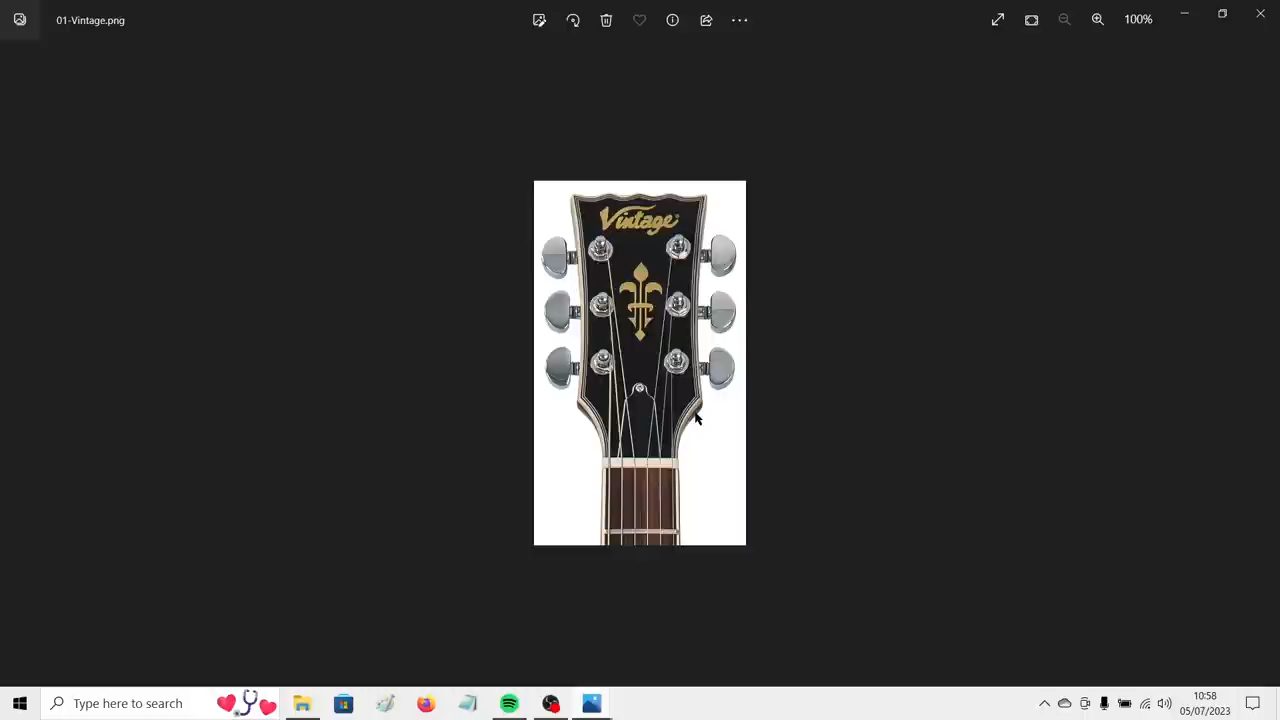 01-Vintage.png
100%
Vintage
Type here to search
10:58
05/07/2023